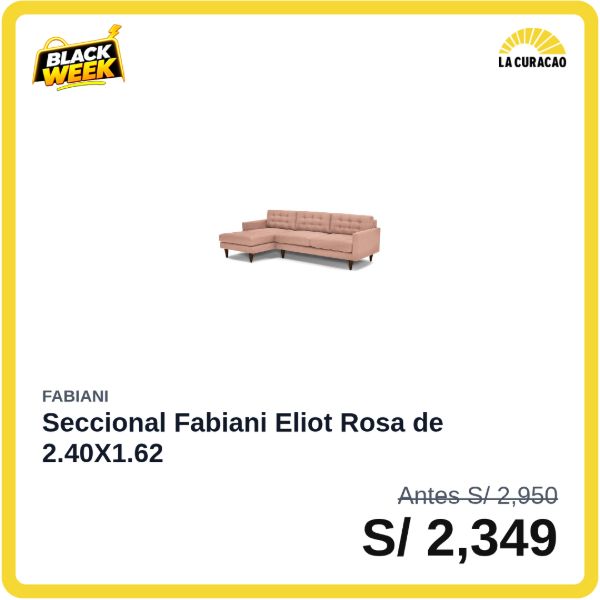 BLACK
WEEK
LA CURACAO
FABIANI
Seccional Fabiani Eliot Rosa de
2.40X1.62
Antes S/ 2,950
S/ 2,349